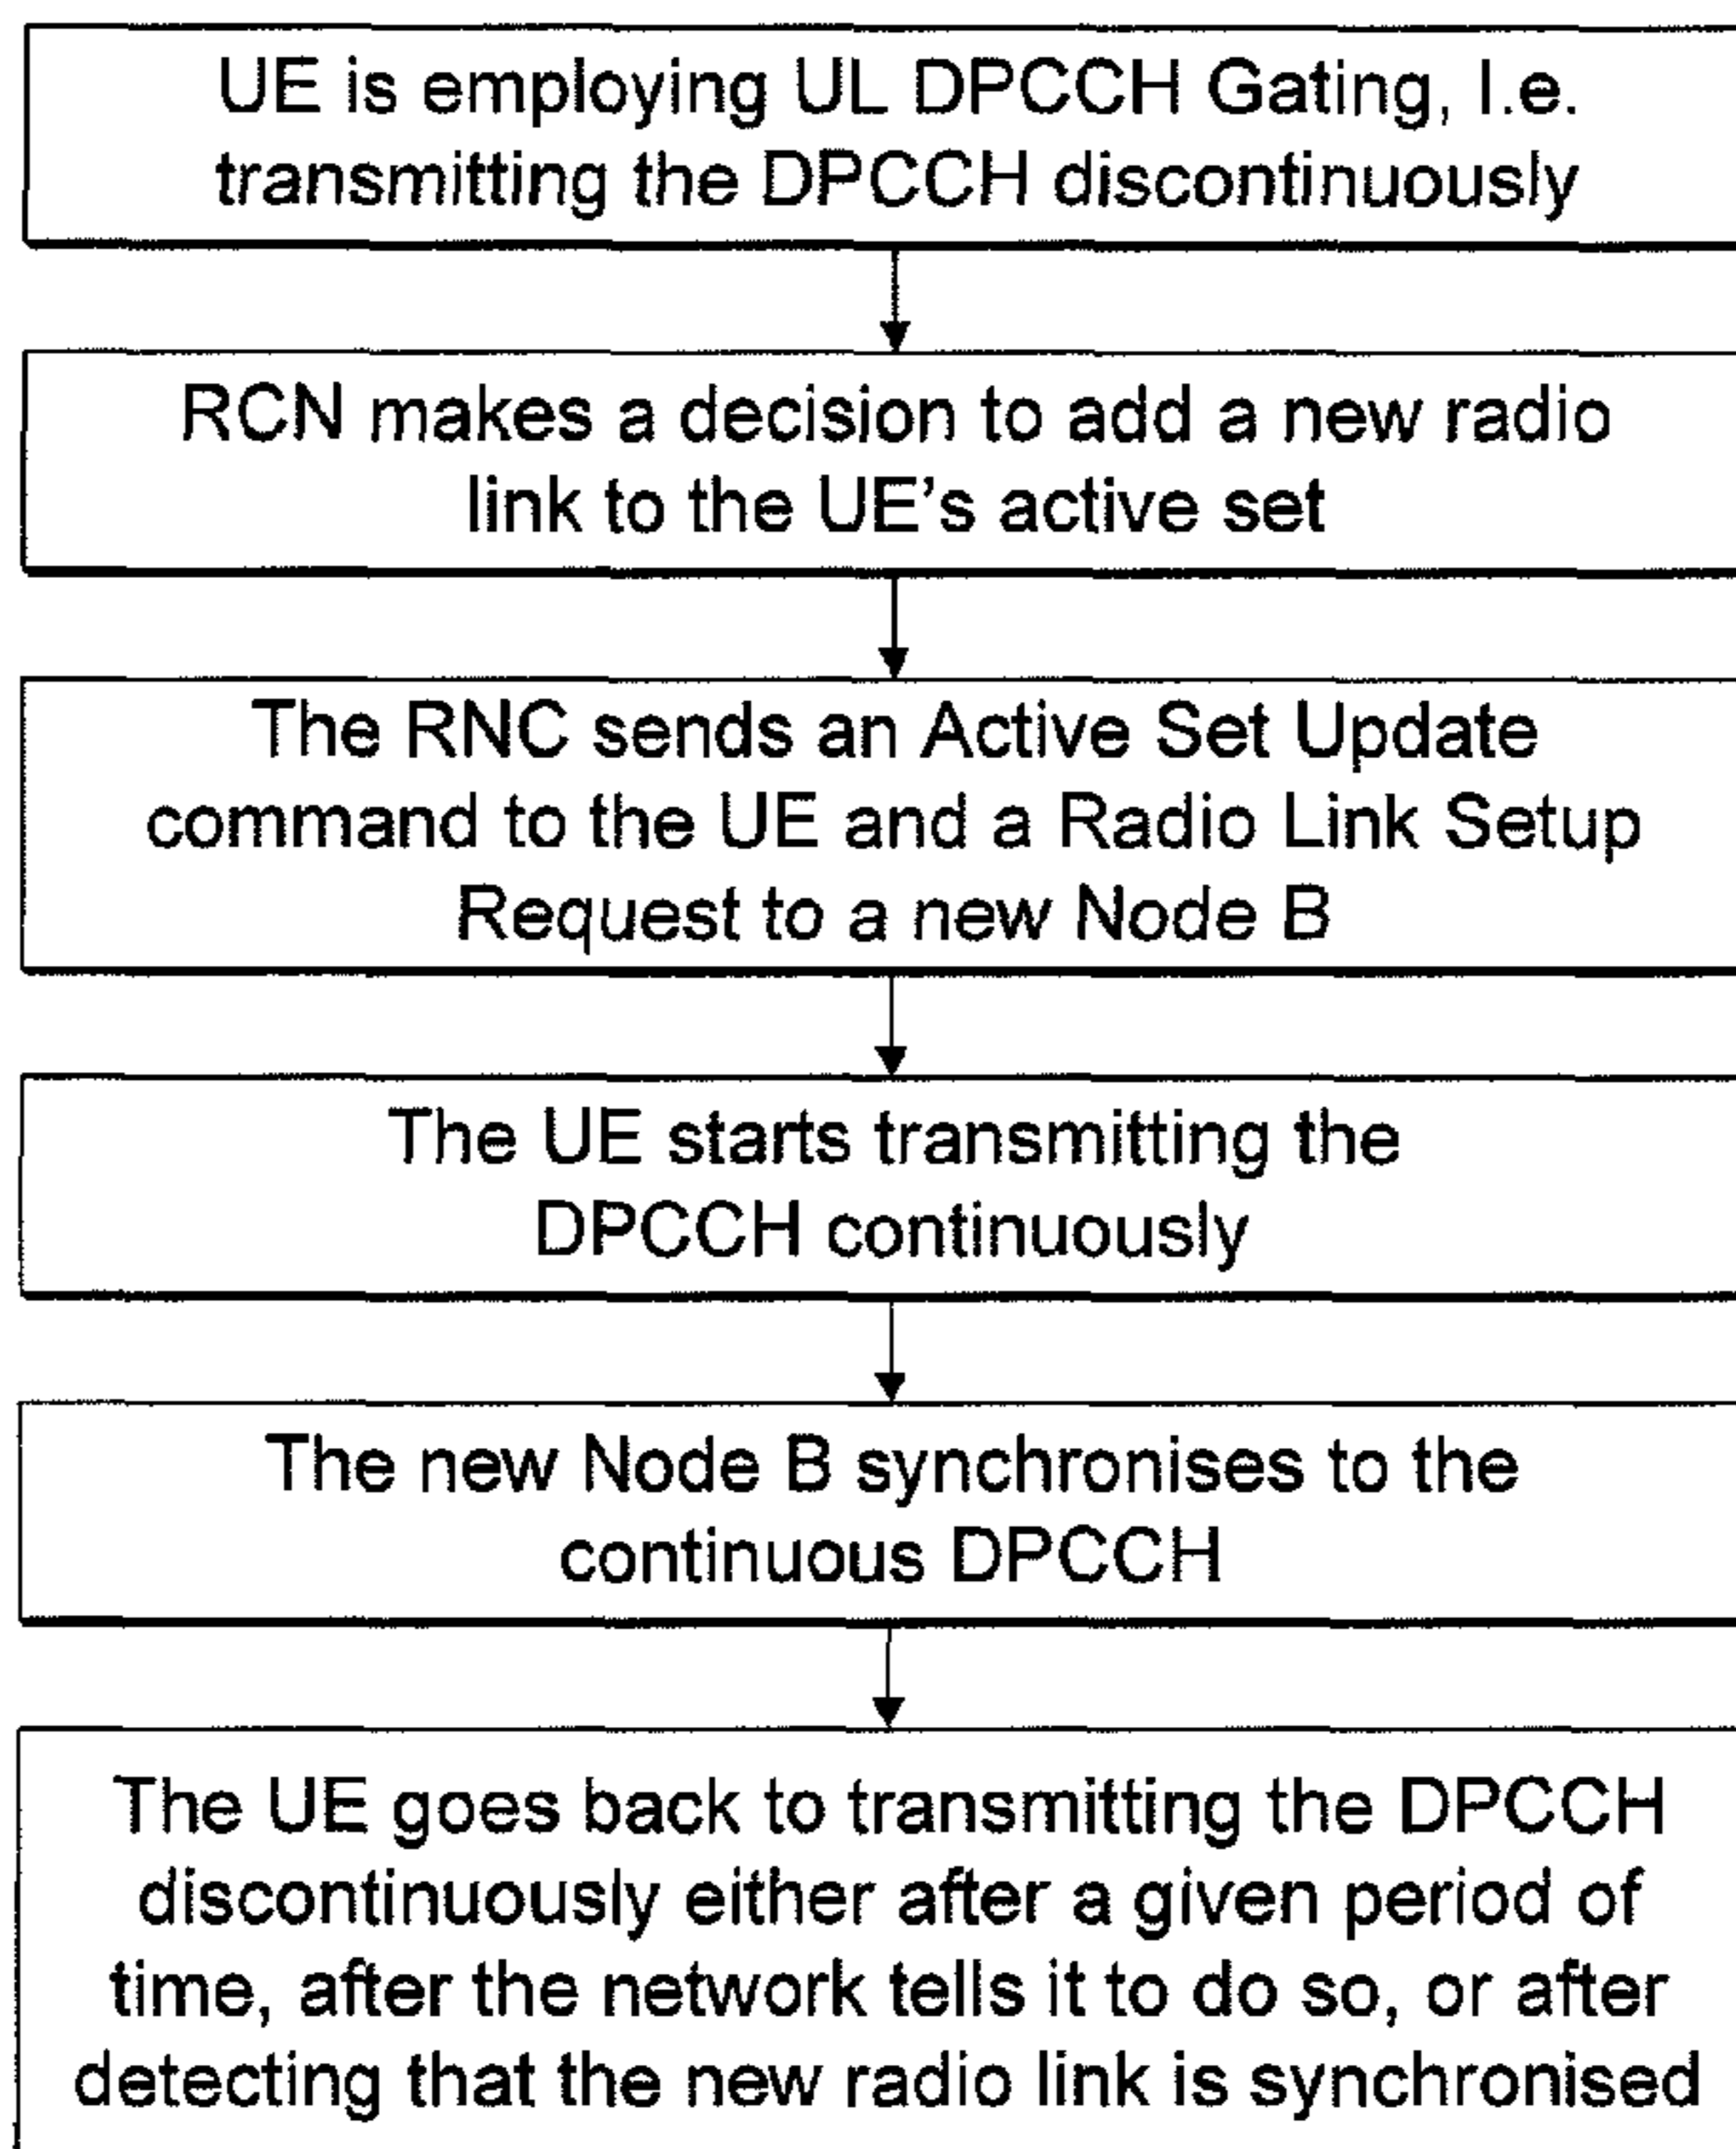 UE is employing UL DPCCH Gating, I.e.
transmitting the DPCCH discontinuously
RCN makes a decision to add a new radio
link to the UE's active set
The RNC sends an Active Set Update
command to the UE and a Radio Link Setup
Request to a new Node B
The UE starts transmitting the
DPCCH continuously
The new Node B synchronises to the
continuous DPCCH
The UE goes back to transmitting the DPCCH
discontinuously either after a given period of
time, after the network tells it to do so, or after
detecting that the new radio link is synchronised